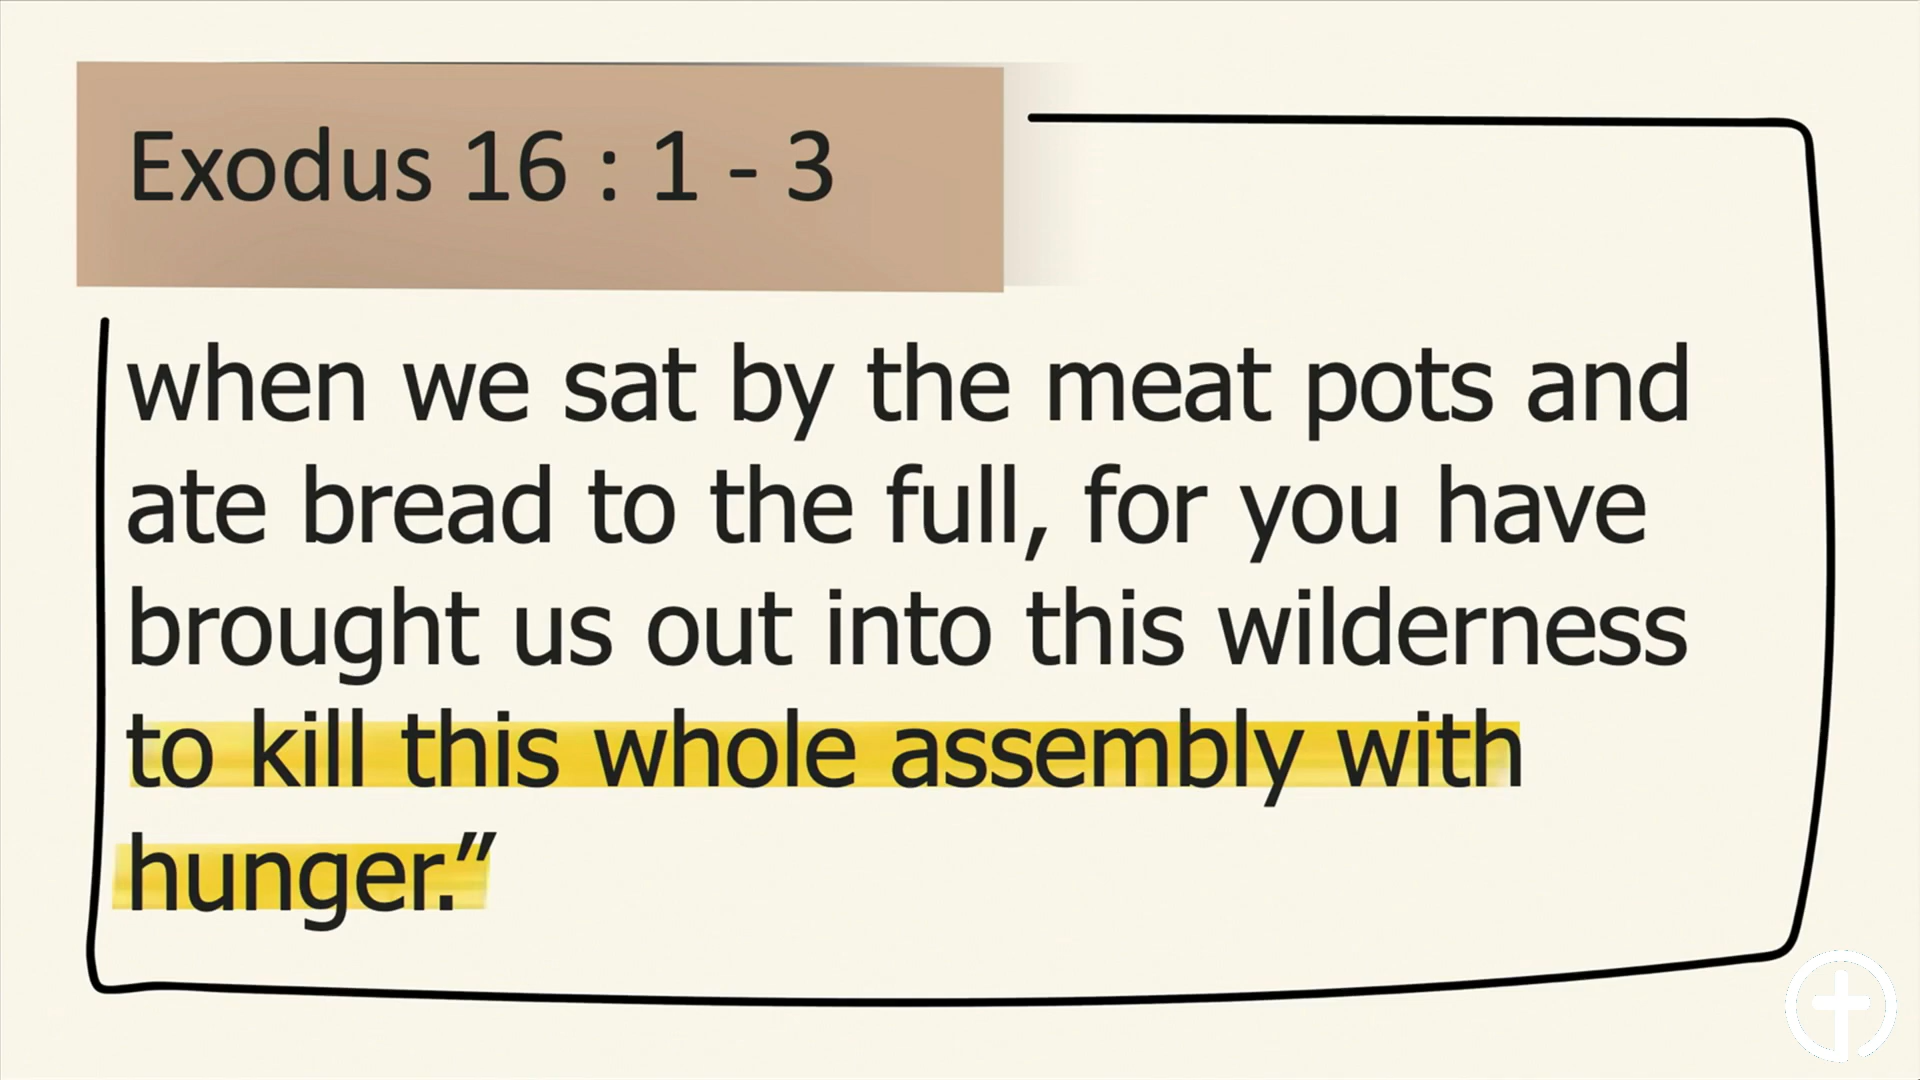 Exodus 16 : 1 - 3
when we sat by the meat pots and
ate bread to the full, for you have
brought us out into this wilderness
to kill this whole assembly with
hunger.”